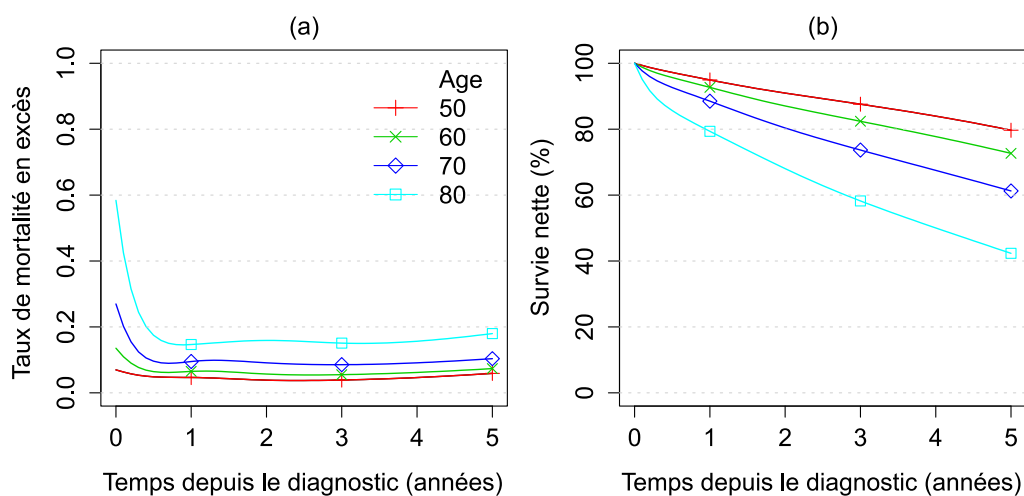 (a)
Taux de mortalité en excès
1.0
0.8
0.6
0.4
0.2
0.0
Age
50
60
70
80
0 1 2 3 4 5
Temps depuis le diagnostic (années)
(b)
Survie nette (%)
100
80
60
40
20
0
0 1 2 3 4 5
Temps depuis le diagnostic (années)